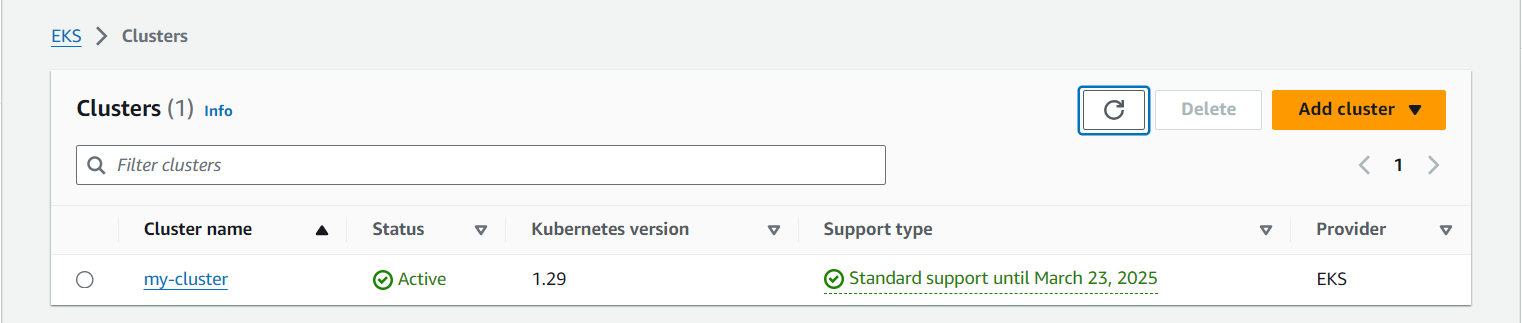 EKS > Clusters
Clusters (1) Info
Delete
Add cluster
Filter clusters
1
Cluster name Status Kubernetes version Support type Provider
my-cluster Active 1.29 Standard support until March 23, 2025 EKS